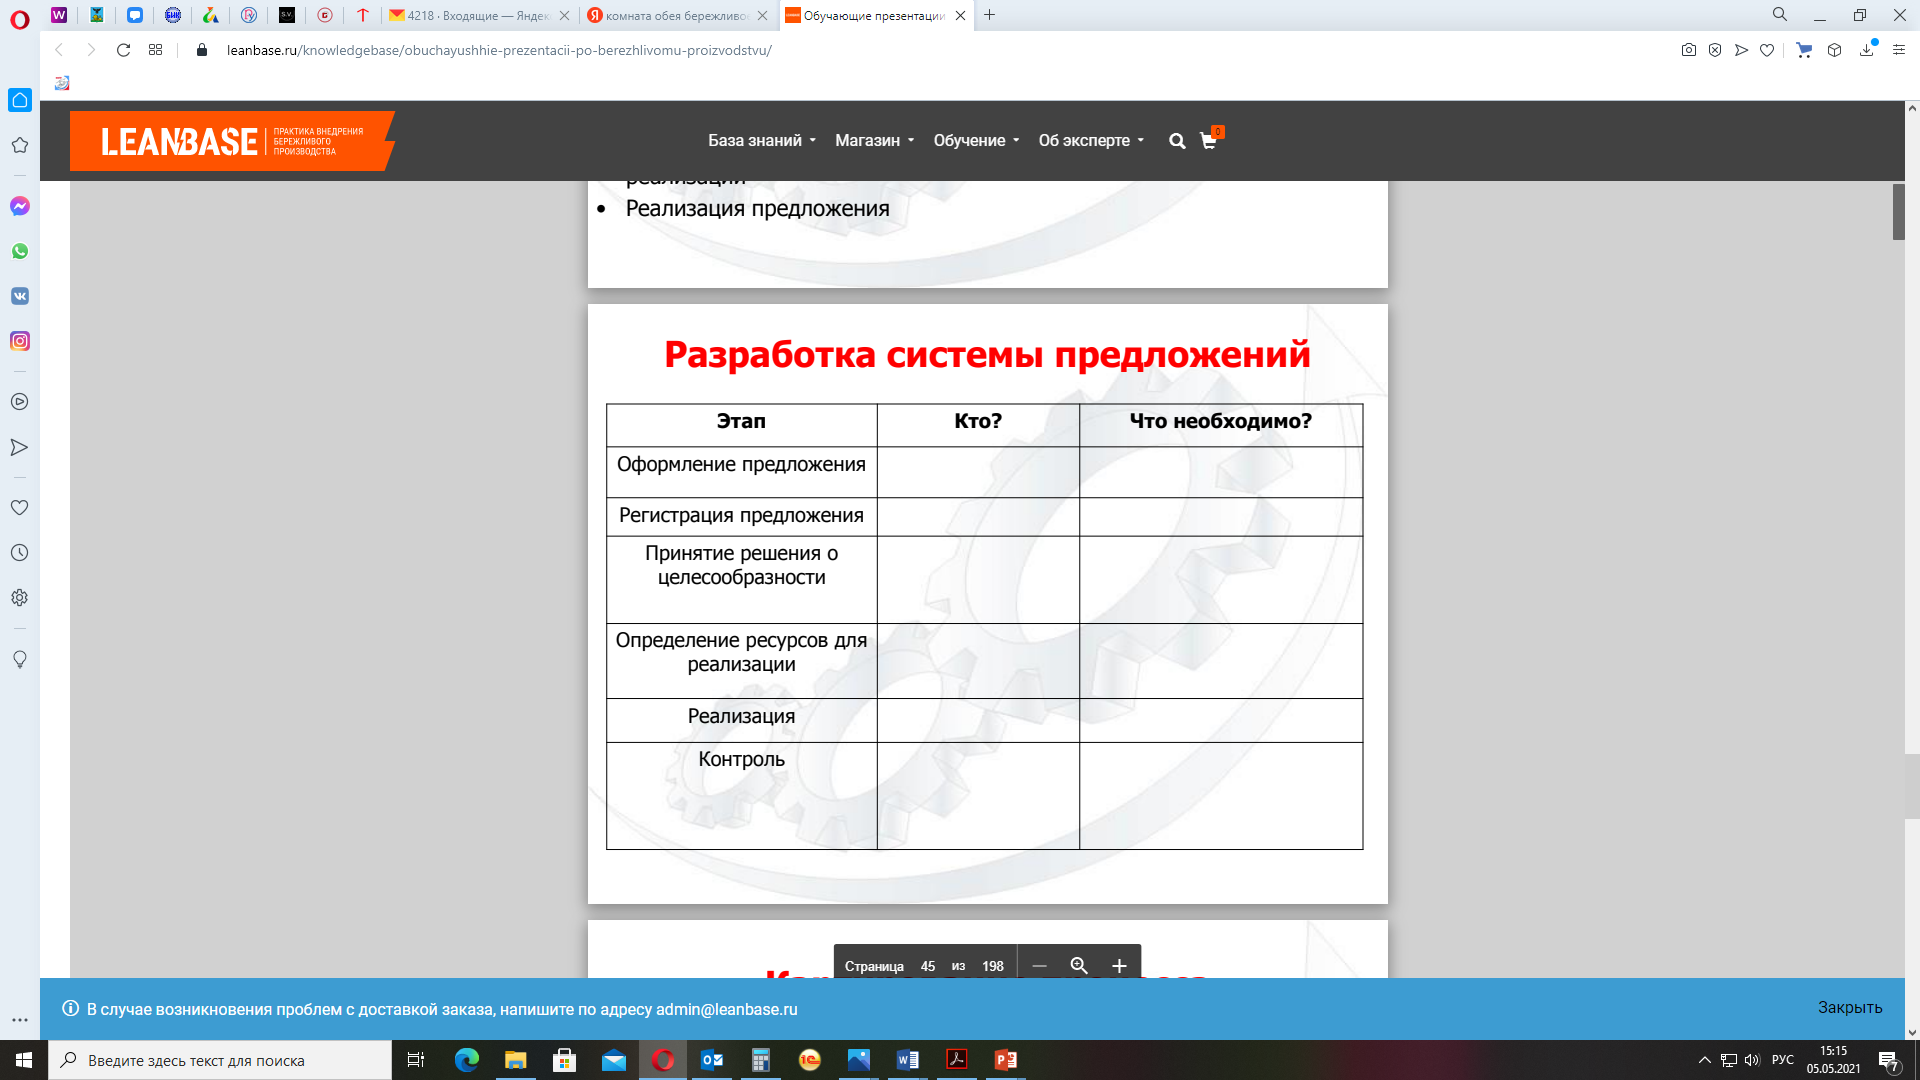 4218 · Входящие — Яндек
комната обея бережливо
Обучающие презентации
leanbase.ru/knowledgebase/obuchayushhie-prezentacii-po-berezhlivomu-proizvodstvu/
LEANBASE
ПРАКТИКА ВНЕДРЕНИЯ
БЕРЕЖЛИВОГО
ПРОИЗВОДСТВА
База знаний
Магазин
Обучение
Об эксперте
0
реализации
• Реализация предложения
Разработка системы предложений
Этап
Кто?
Что необходимо?
Оформление предложения
Регистрация предложения
Принятие решения о
целесообразности
Определение ресурсов для
реализации
Реализация
Контроль
Страница 45 из 198
В случае возникновения проблем с доставкой заказа, напишите по адресу admin@leanbase.ru
Закрыть
Введите здесь текст для поиска
РУС
15:15
05.05.2021
7